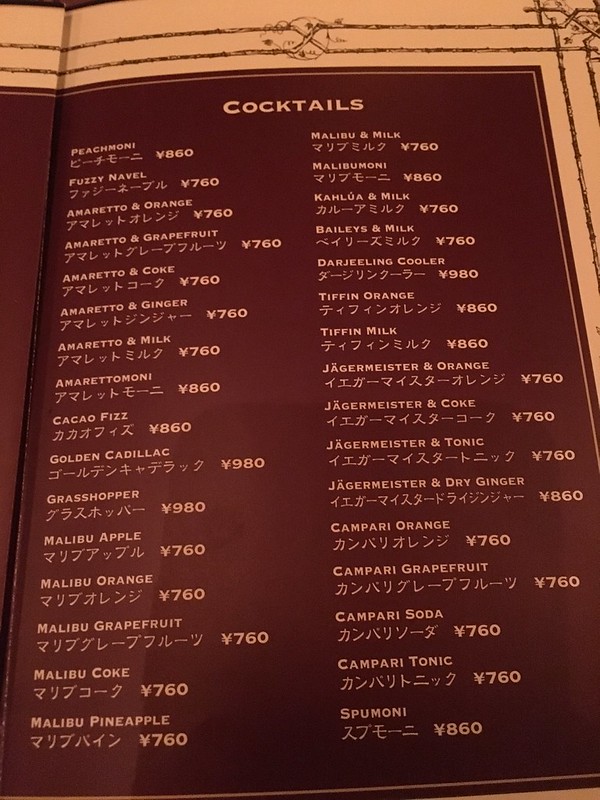 COCKTAILS
PEACHMONI
ピーチモーニ ¥860
FUZZY NAVEL
ファジーネーブル ¥760
AMARETTO & ORANGE
アマレットオレンジ ¥760
AMARETTO & GRAPEFRUIT
アマレットグレープフルーツ ¥760
AMARETTO & COKE
アマレットコーク ¥760
AMARETTO & GINGER
アマレットジンジャー ¥760
AMARETTO & MILK
アマレットミルク ¥760
AMARETTOMONI
アマレットモーニ ¥860
CACAO FIZZ
カカオフィズ ¥860
GOLDEN CADILLAC
ゴールデンキャデラック ¥980
GRASSHOPPER
グラスホッパー ¥980
MALIBU APPLE
マリブアップル ¥760
MALIBU ORANGE
マリブオレンジ ¥760
MALIBU GRAPEFRUIT
マリブグレープフルーツ ¥760
MALIBU COKE
マリブコーク ¥760
MALIBU PINEAPPLE
マリブパイン ¥760
MALIBU & MILK
マリブミルク ¥760
MALIBUMONI
マリブモーニ ¥860
KAHLÚA & MILK
カルーアミルク ¥760
BAILEYS & MILK
ベイリーズミルク ¥760
DARJEELING COOLER
ダージリンクーラー ¥980
TIFFIN ORANGE
ティフィンオレンジ ¥860
TIFFIN MILK
ティフィンミルク ¥860
JÄGERMEISTER & ORANGE
イエガーマイスターオレンジ ¥760
JÄGERMEISTER & COKE
イエガーマイスターコーク ¥760
JÄGERMEISTER & TONIC
イエガーマイスタートニック ¥760
JÄGERMEISTER & DRY GINGER
イエガーマイスタードライジンジャー ¥860
CAMPARI ORANGE
カンパリオレンジ ¥760
CAMPARI GRAPEFRUIT
カンパリグレープフルーツ ¥760
CAMPARI SODA
カンパリソーダ ¥760
CAMPARI TONIC
カンパリトニック ¥760
SPUMONI
スプモーニ ¥860